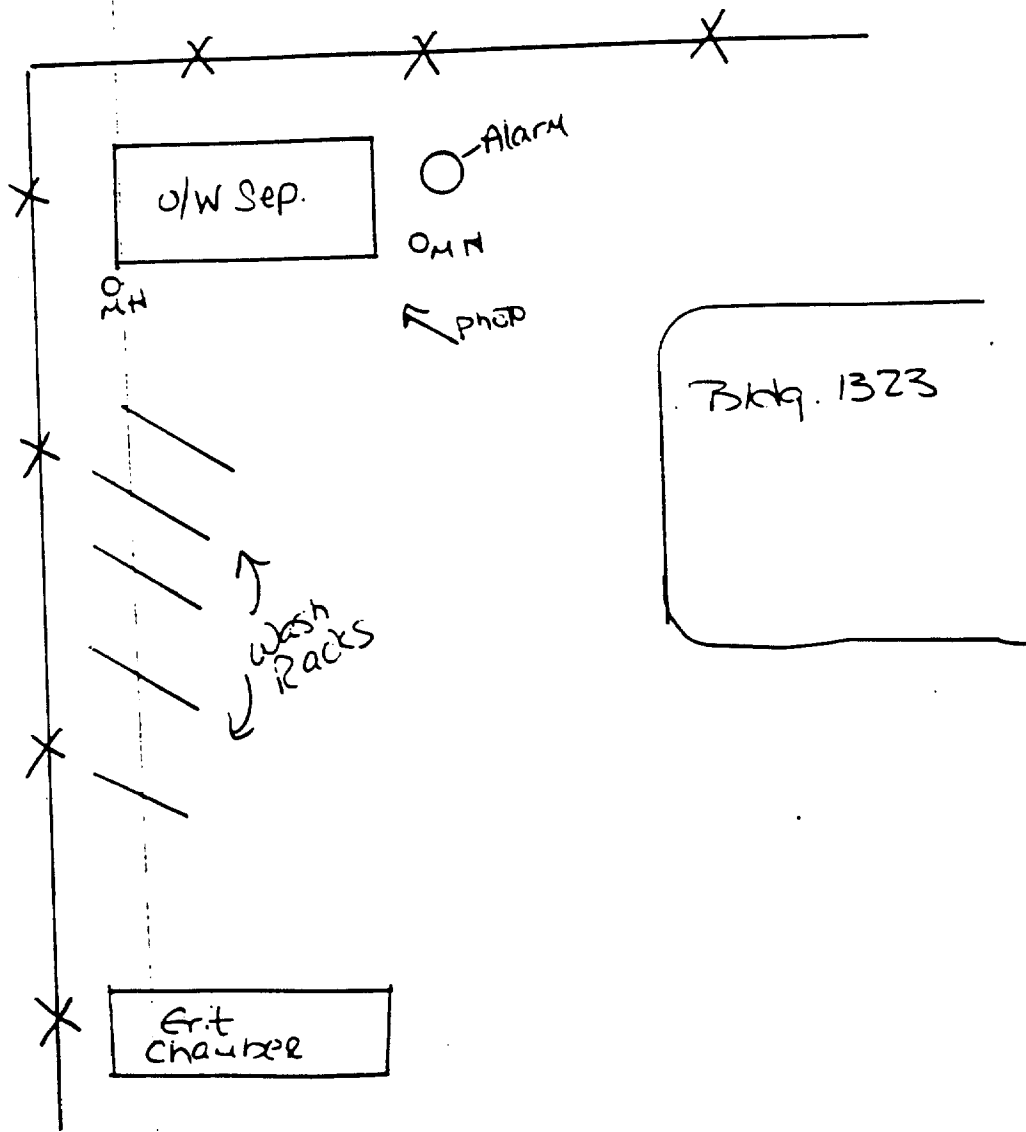 Alarm
O/W Sep.
MH
MH
photo
Bldg. 1323
Wash
Racks
Grit
Chamber